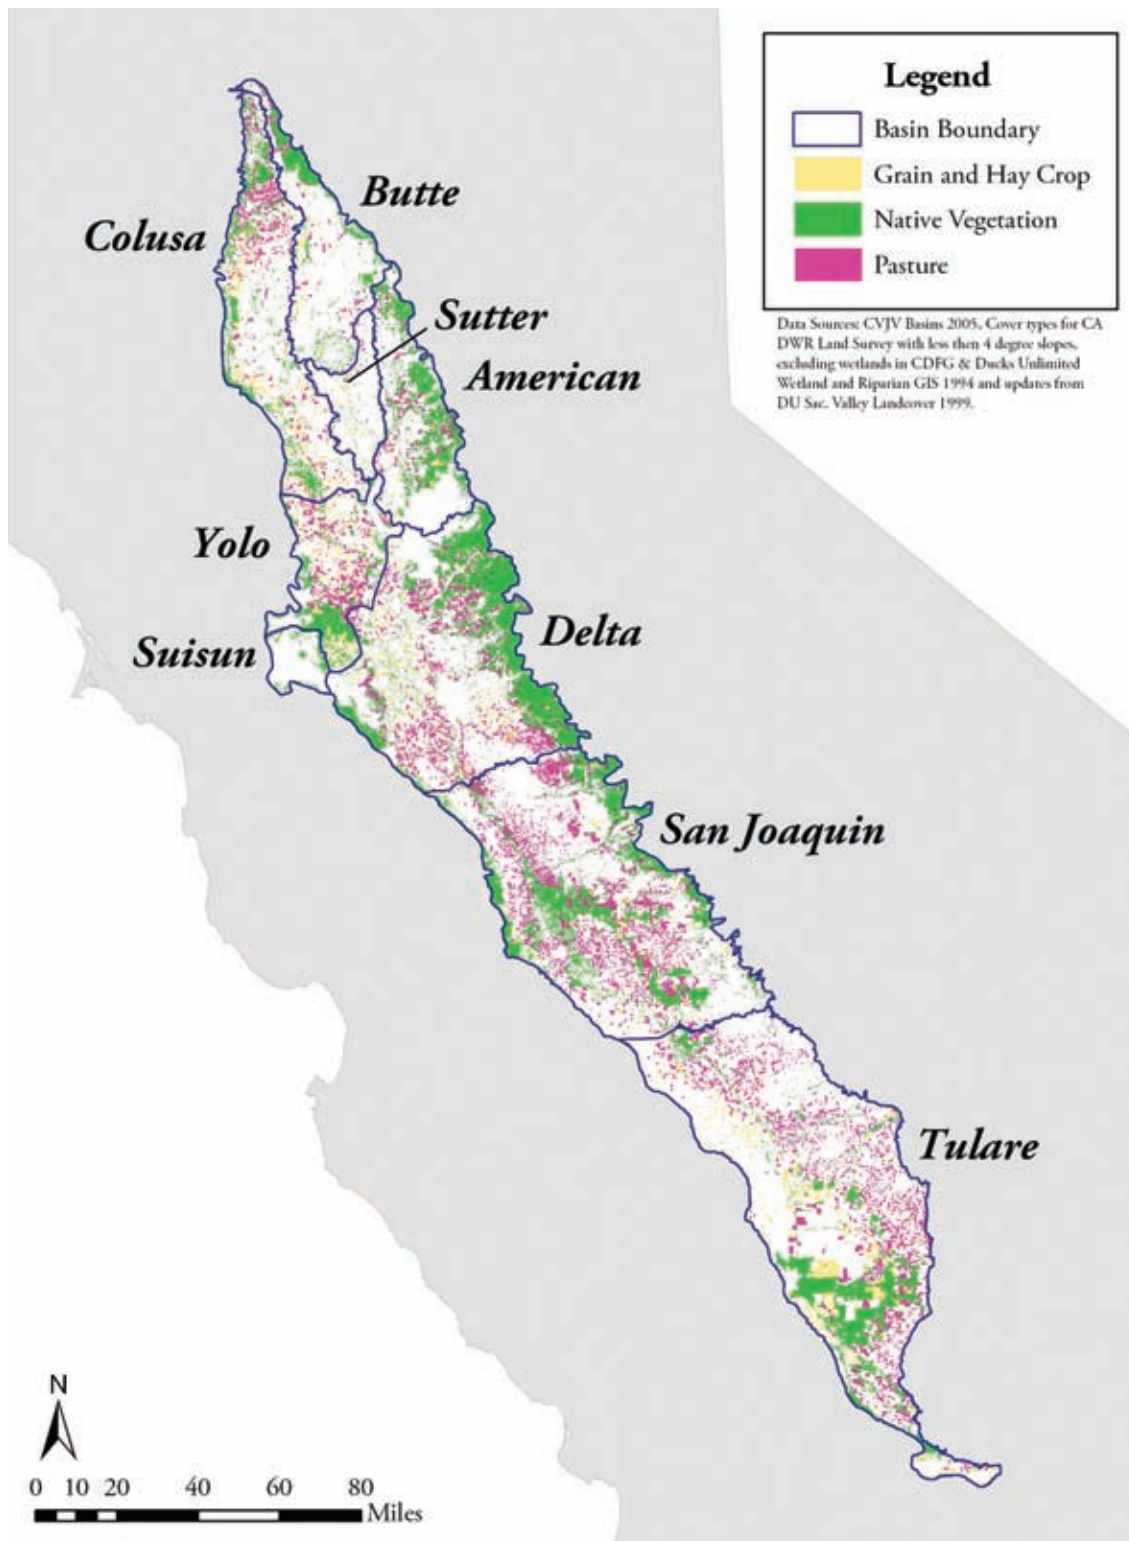 Legend
Basin Boundary
Grain and Hay Crop
Native Vegetation
Pasture
Data Sources: CVJV Basins 2005, Cover types for CA
DWR Land Survey with less then 4 degree slopes,
excluding wetlands in CDFG & Ducks Unlimited
Wetland and Riparian GIS 1994 and updates from
DU Sac. Valley Landcover 1999.
Butte
Colusa
Sutter
American
Yolo
Delta
Suisun
San Joaquin
Tulare
N
0 10 20 40 60 80
Miles